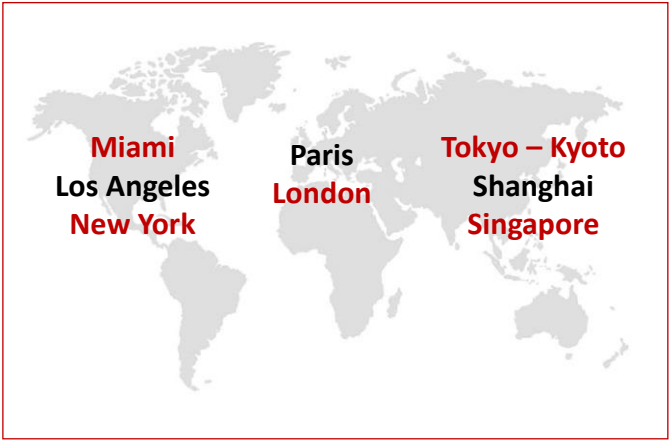 Miami
Los Angeles
New York
Paris
London
Tokyo – Kyoto
Shanghai
Singapore